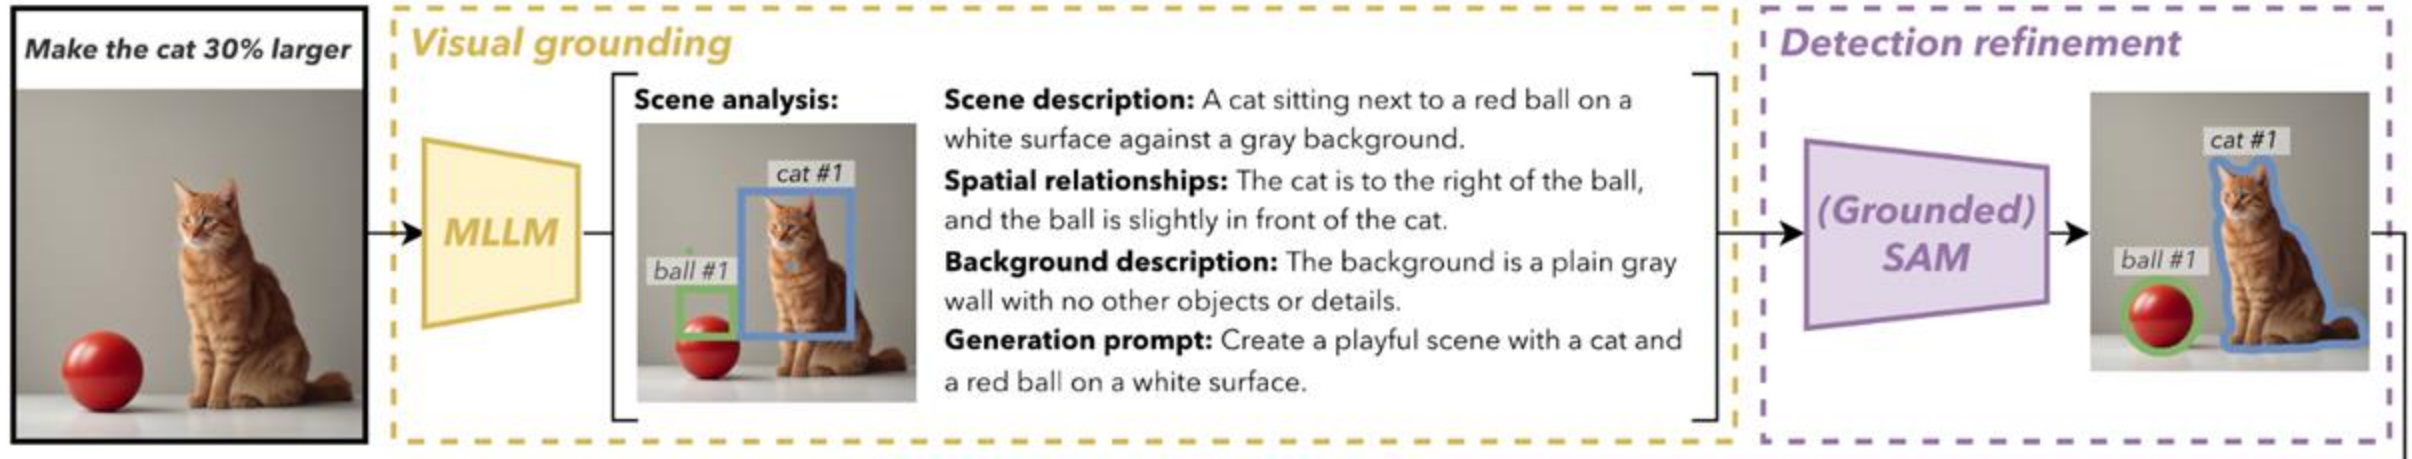 Make the cat 30% larger
Visual grounding
MLLM
Scene analysis:
cat #1
ball #1
Scene description: A cat sitting next to a red ball on a
white surface against a gray background.
Spatial relationships: The cat is to the right of the ball,
and the ball is slightly in front of the cat.
Background description: The background is a plain gray
wall with no other objects or details.
Generation prompt: Create a playful scene with a cat and
a red ball on a white surface.
Detection refinement
(Grounded)
SAM
cat #1
ball #1